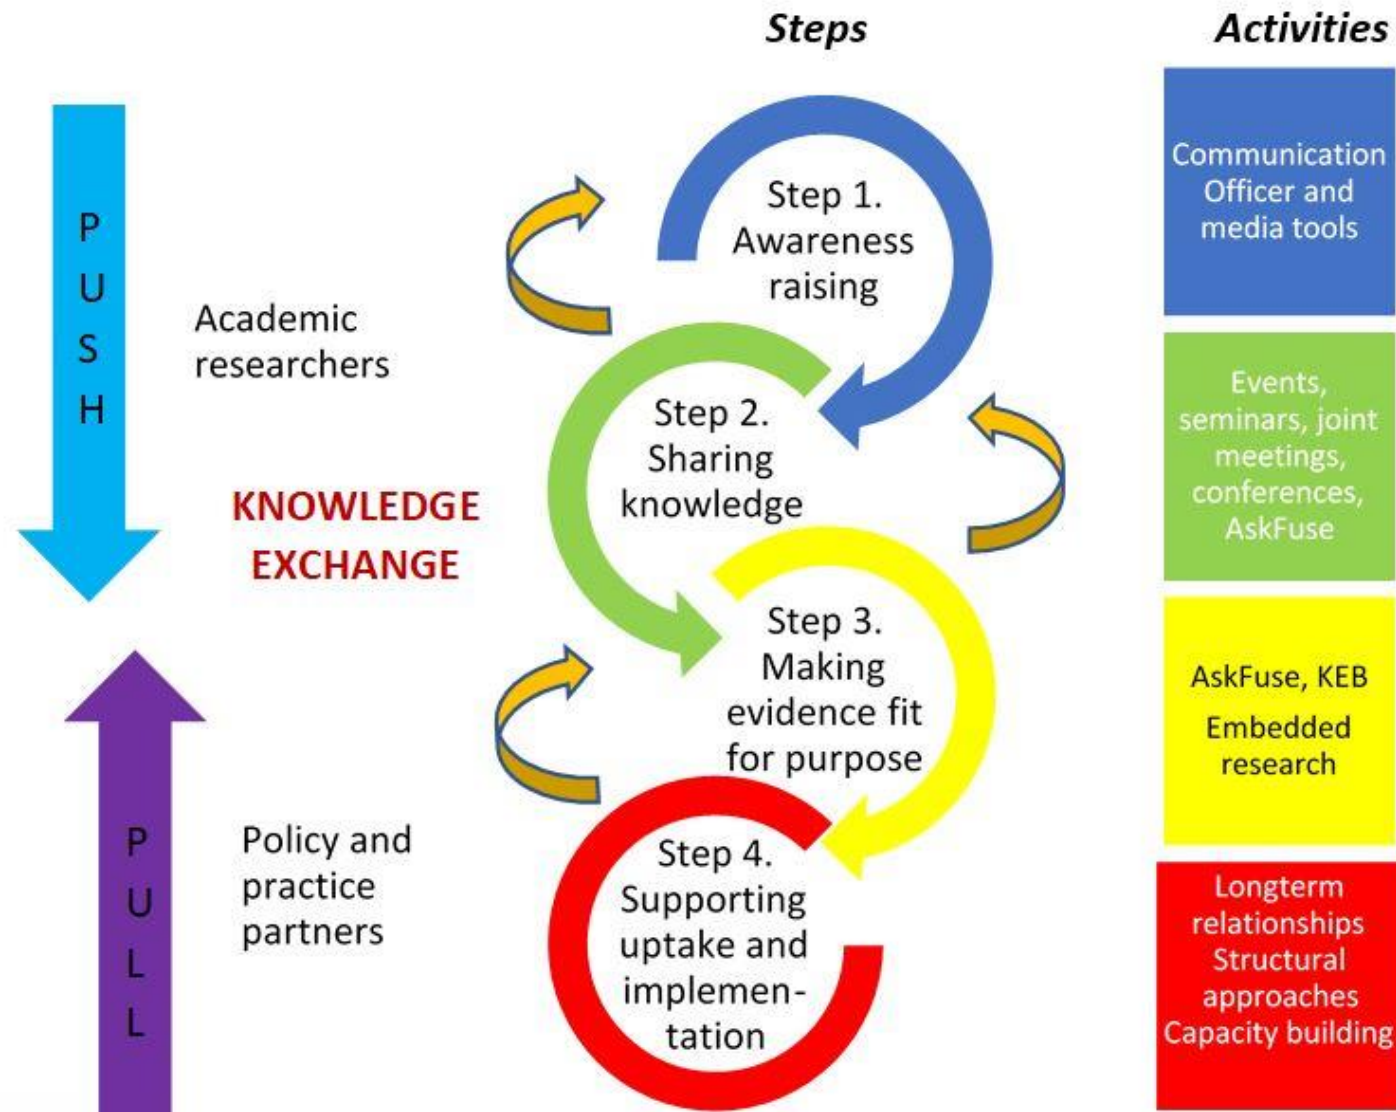 Steps
Activities
P
U
S
H
Academic
researchers
KNOWLEDGE
EXCHANGE
P
U
L
L
Policy and
practice
partners
Step 1.
Awareness
raising
Step 2.
Sharing
knowledge
Step 3.
Making
evidence fit
for purpose
Step 4.
Supporting
uptake and
implemen-
tation
Communication
Officer and
media tools
Events,
seminars, joint
meetings,
conferences,
AskFuse
AskFuse, KEB
Embedded
research
Longterm
relationships
Structural
approaches
Capacity building